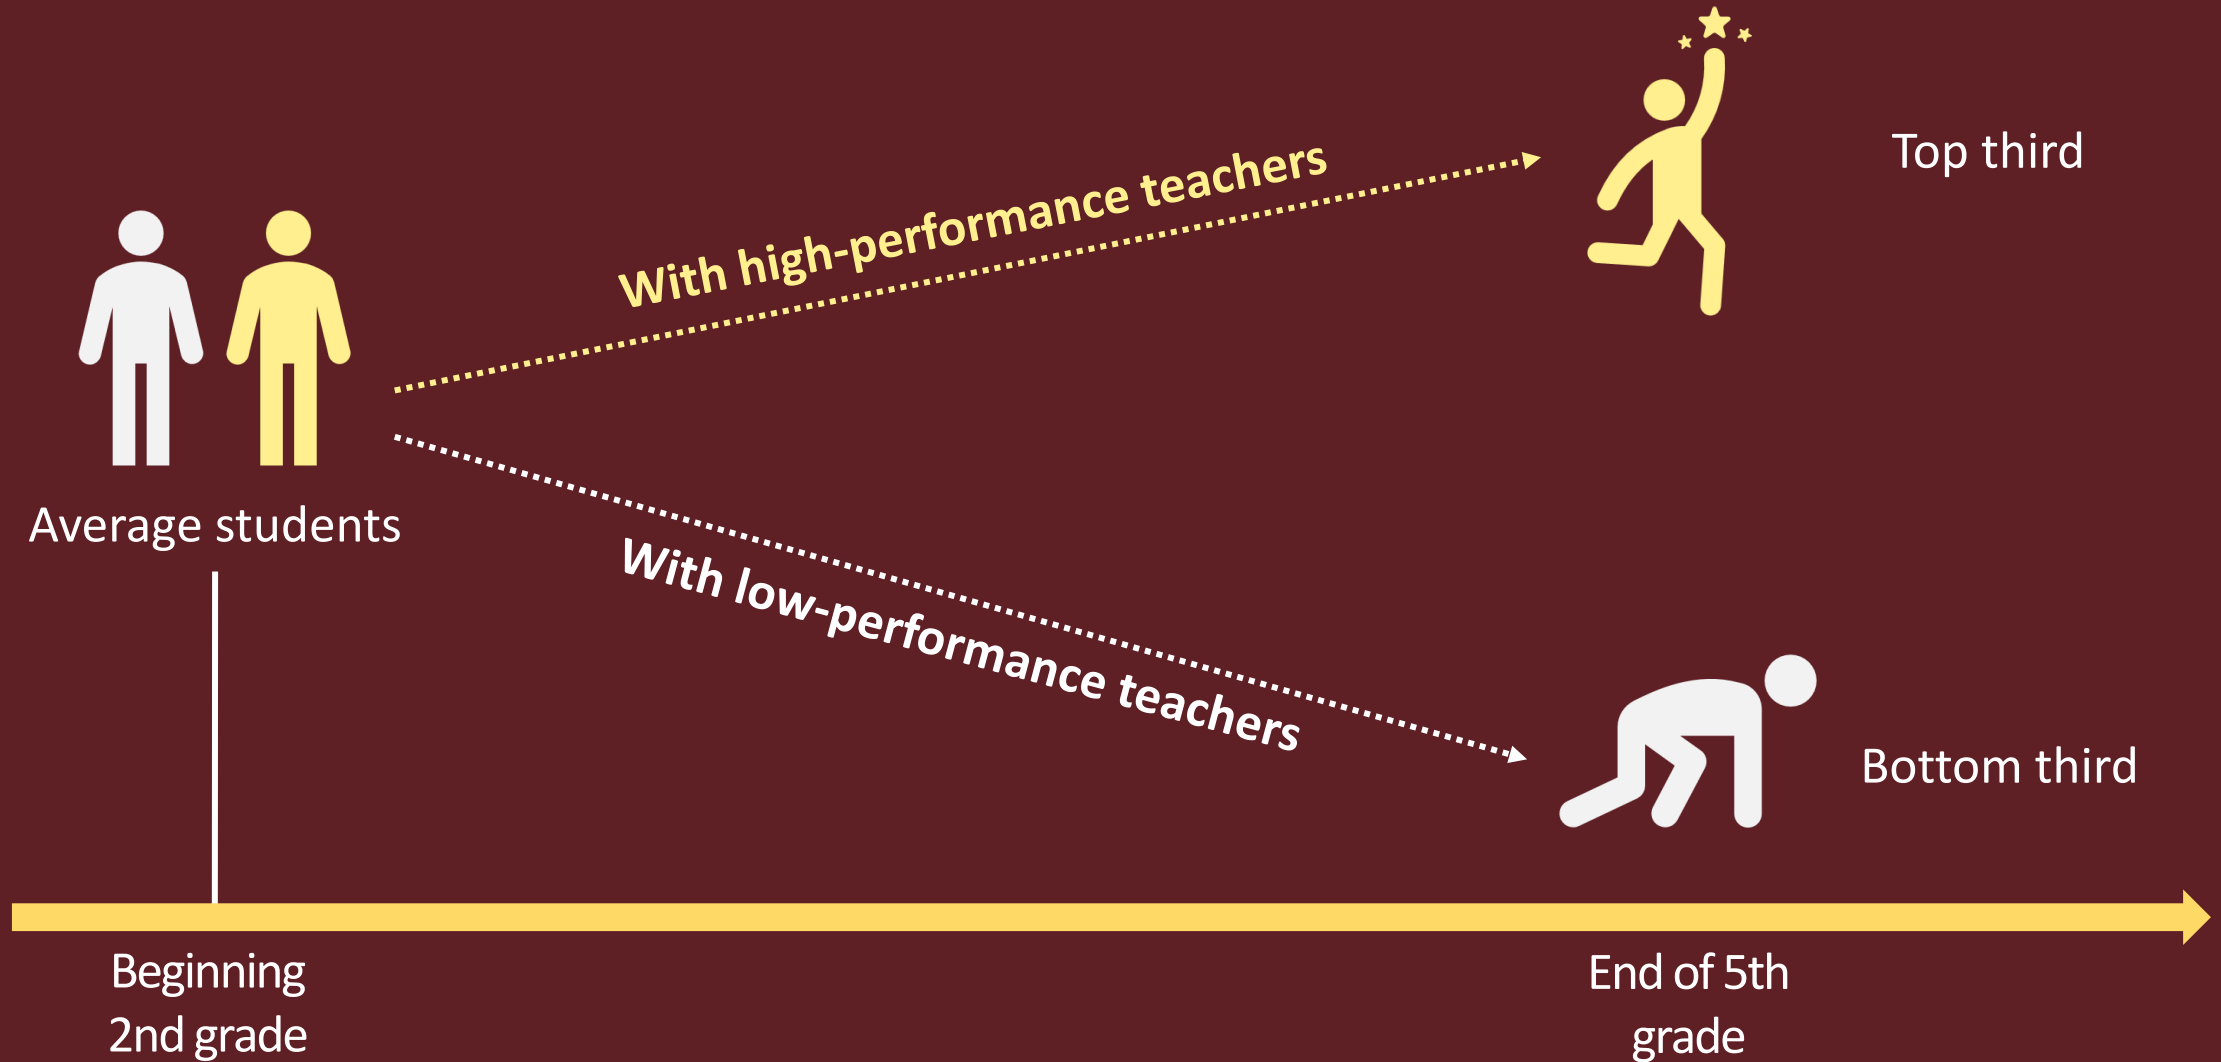 Top third
With high-performance teachers
Average students
With low-performance teachers
Bottom third
Beginning
2nd grade
End of 5th
grade